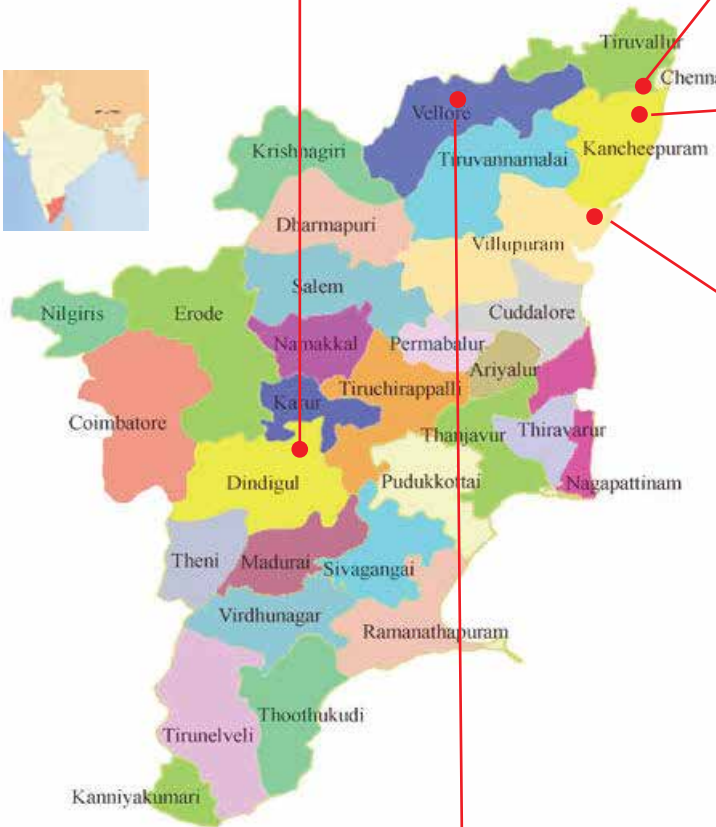 Tiruvallur
Chenna
Vellore
Kancheepuram
Krishnagiri
Tiruvannamalai
Dharmapuri
Villupuram
Salem
Nilgiris
Erode
Cuddalore
Namakkal
Permabalur
Ariyalur
Tiruchirappalli
Karur
Coimbatore
Thanjavur
Thiravarur
Dindigul
Pudukkottai
Nagapattinam
Theni
Madurai
Sivagangai
Virdhunagar
Ramanathapuram
Thoothukudi
Tirunelveli
Kanniyakumari